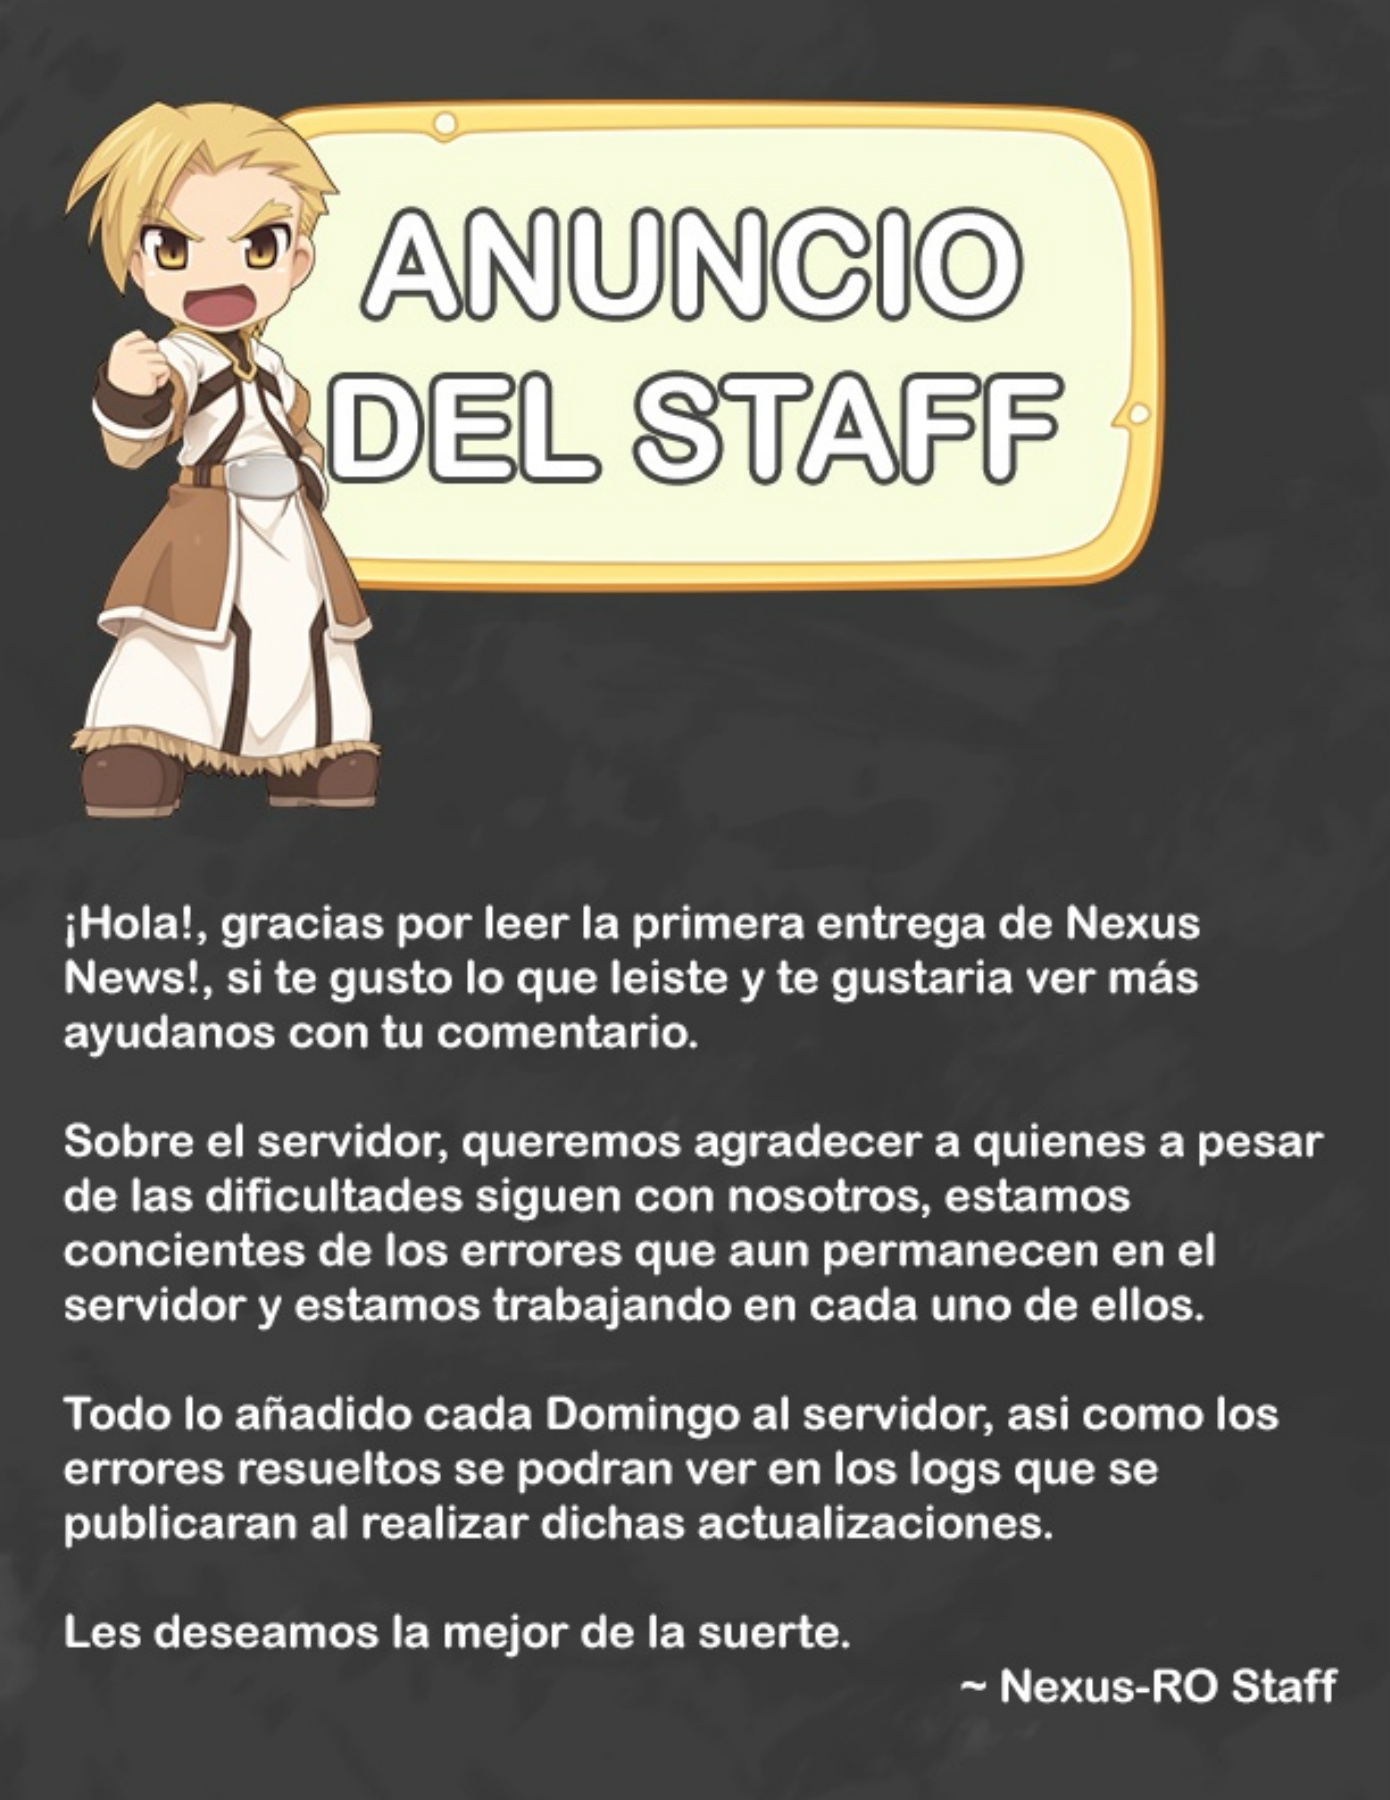 ANUNCIO
DEL STAFF
¡Hola!, gracias por leer la primera entrega de Nexus
News!, si te gusto lo que leiste y te gustaria ver más
ayudanos con tu comentario.
Sobre el servidor, queremos agradecer a quienes a pesar
de las dificultades siguen con nosotros, estamos
concientes de los errores que aun permanecen en el
servidor y estamos trabajando en cada uno de ellos.
Todo lo añadido cada Domingo al servidor, asi como los
errores resueltos se podran ver en los logs que se
publicaran al realizar dichas actualizaciones.
Les deseamos la mejor de la suerte.
~ Nexus-RO Staff